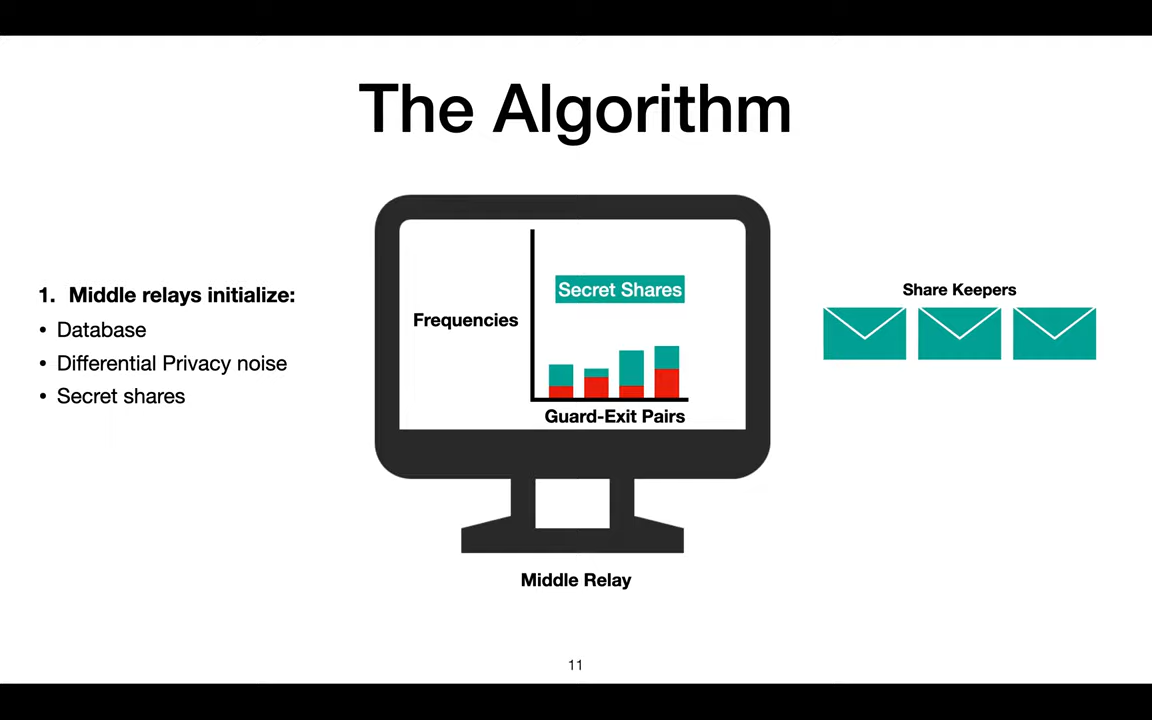 The Algorithm
1. Middle relays initialize:
• Database
• Differential Privacy noise
• Secret shares
Secret Shares
Frequencies
Guard-Exit Pairs
Middle Relay
Share Keepers
11